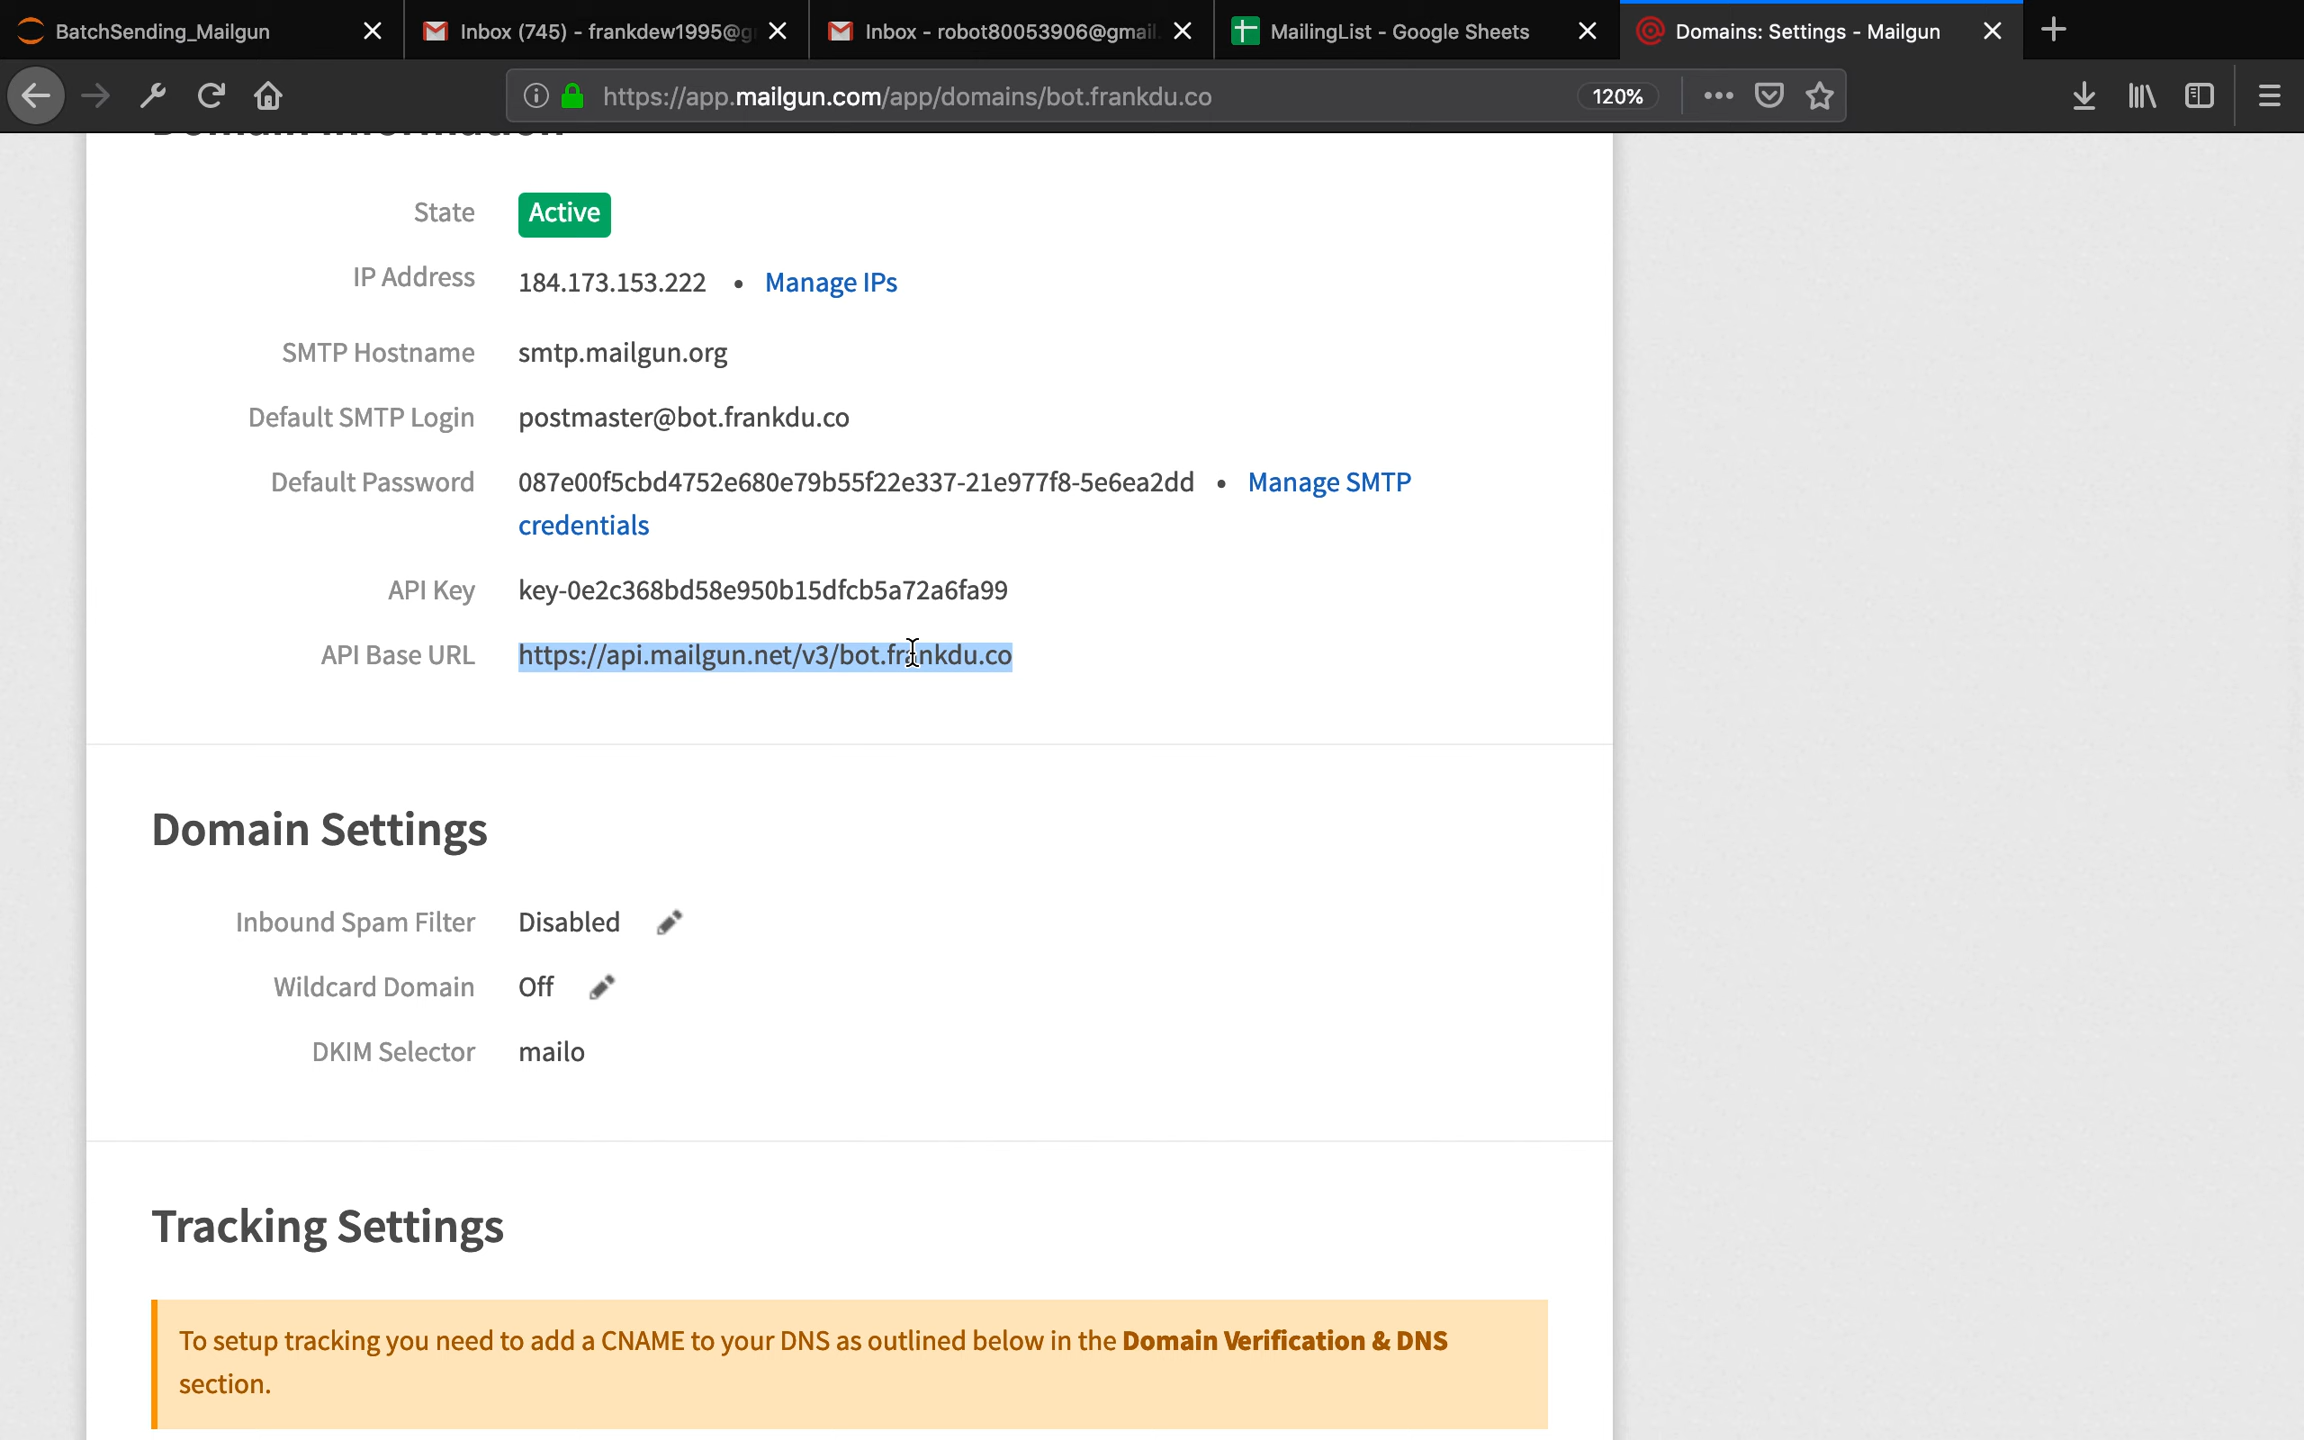 BatchSending_Mailgun
Inbox (745) - frankdew1995@g
Inbox - robot80053906@gmail.
MailingList - Google Sheets
Domains: Settings - Mailgun
https://app.mailgun.com/app/domains/bot.frankdu.co
120%
Domain Information
State Active
IP Address 184.173.153.222 • Manage IPs
SMTP Hostname smtp.mailgun.org
Default SMTP Login postmaster@bot.frankdu.co
Default Password 087e00f5cbd4752e680e79b55f22e337-21e977f8-5e6ea2dd • Manage SMTP
credentials
API Key key-0e2c368bd58e950b15dfcb5a72a6fa99
API Base URL https://api.mailgun.net/v3/bot.frankdu.co
Domain Settings
Inbound Spam Filter Disabled
Wildcard Domain Off
DKIM Selector mailo
Tracking Settings
To setup tracking you need to add a CNAME to your DNS as outlined below in the Domain Verification & DNS
section.